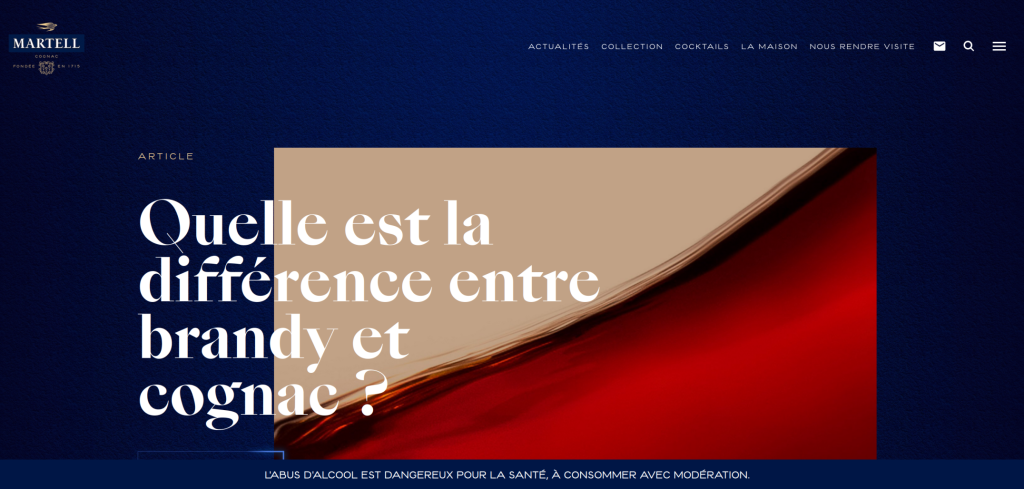 MARTELL
COGNAC
FONDÉE EN 1715
ACTUALITÉS COLLECTION COCKTAILS LA MAISON NOUS RENDRE VISITE
ARTICLE
Quelle est la
différence entre
brandy et
cognac ?
L'ABUS D'ALCOOL EST DANGEREUX POUR LA SANTÉ, À CONSOMMER AVEC MODÉRATION.